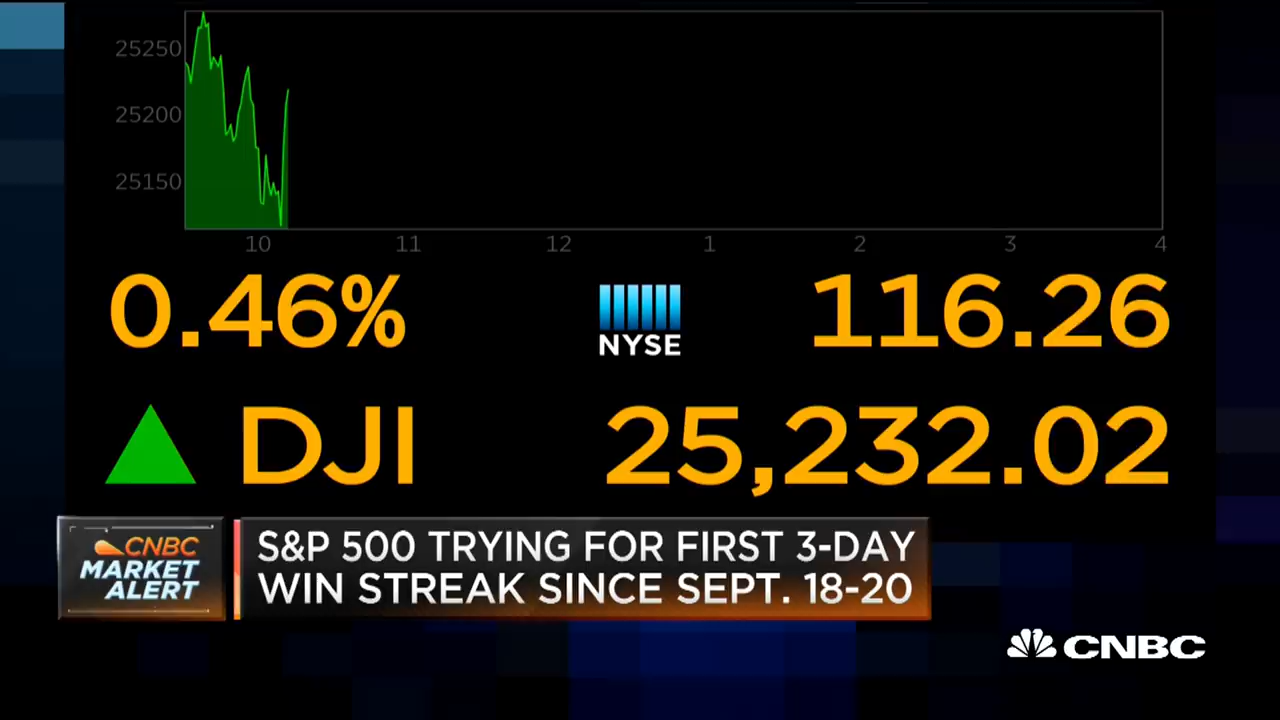 25250
25200
25150
10 11 12 1 2 3 4
0.46% NYSE 116.26
DJI 25,232.02
CNBC
MARKET
ALERT
S&P 500 TRYING FOR FIRST 3-DAY
WIN STREAK SINCE SEPT. 18-20
CNBC